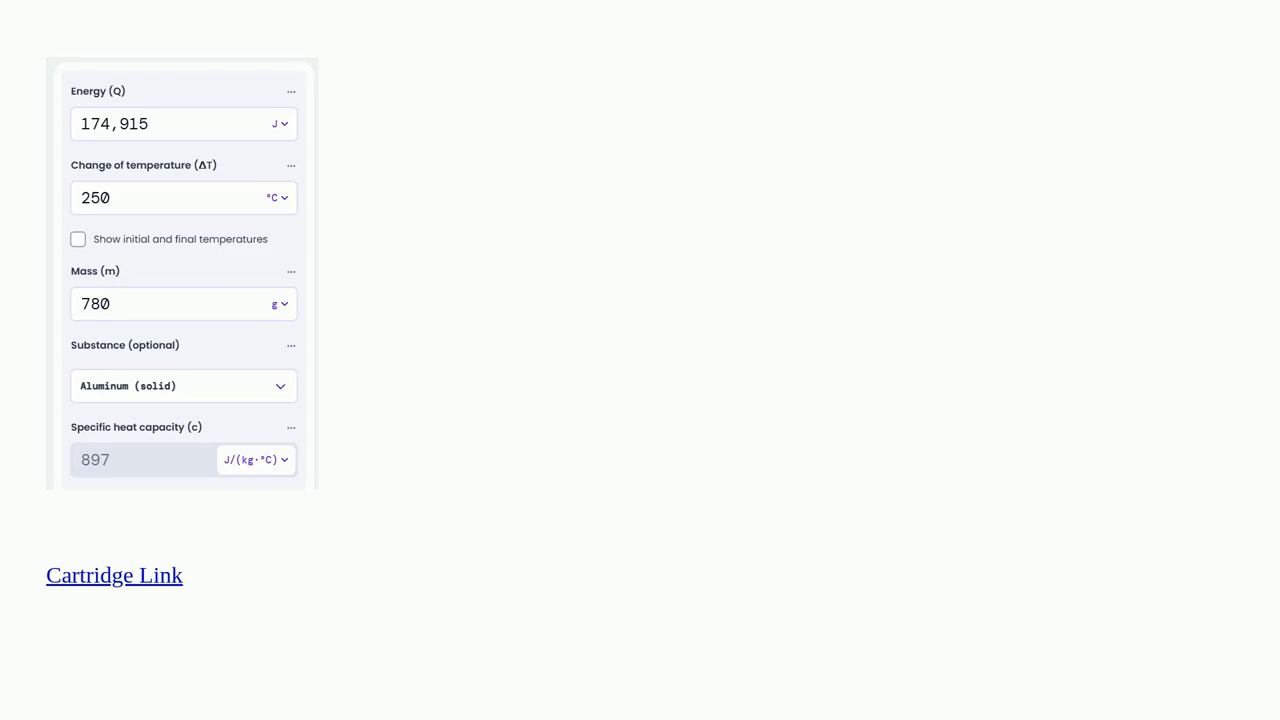 Energy (Q) ...
174,915 J
Change of temperature (ΔT) ...
250 °C
Show initial and final temperatures
Mass (m) ...
780 g
Substance (optional) ...
Aluminum (solid)
Specific heat capacity (c) ...
897 J/(kg·°C)
Cartridge Link